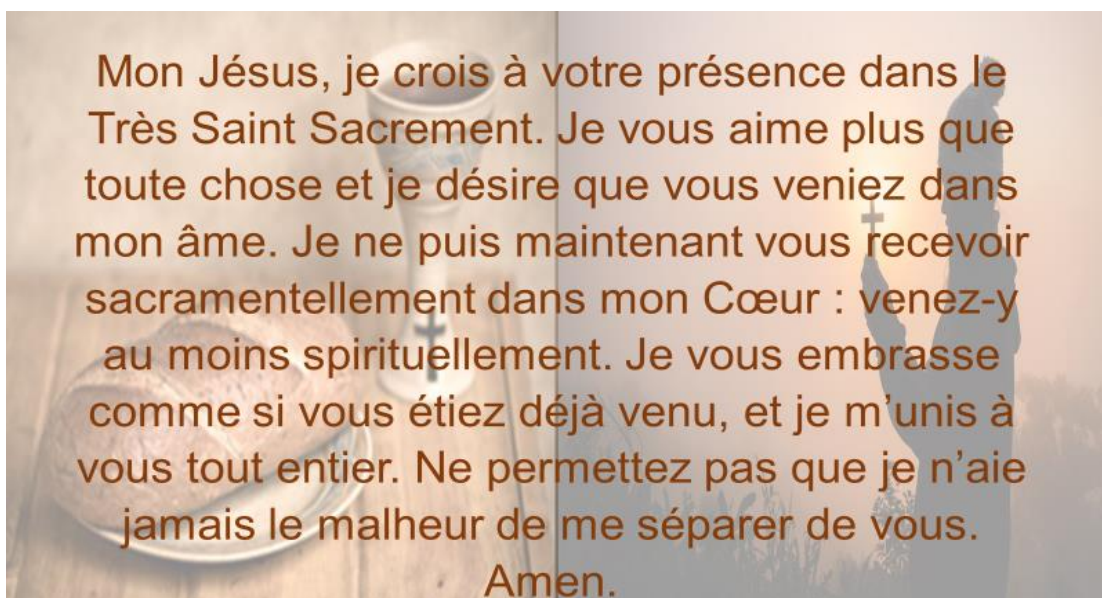 Mon Jésus, je crois à votre présence dans le
Très Saint Sacrement. Je vous aime plus que
toute chose et je désire que vous veniez dans
mon âme. Je ne puis maintenant vous recevoir
sacramentellement dans mon Cœur : venez-y
au moins spirituellement. Je vous embrasse
comme si vous étiez déjà venu, et je m’unis à
vous tout entier. Ne permettez pas que je n’aie
jamais le malheur de me séparer de vous.
Amen.